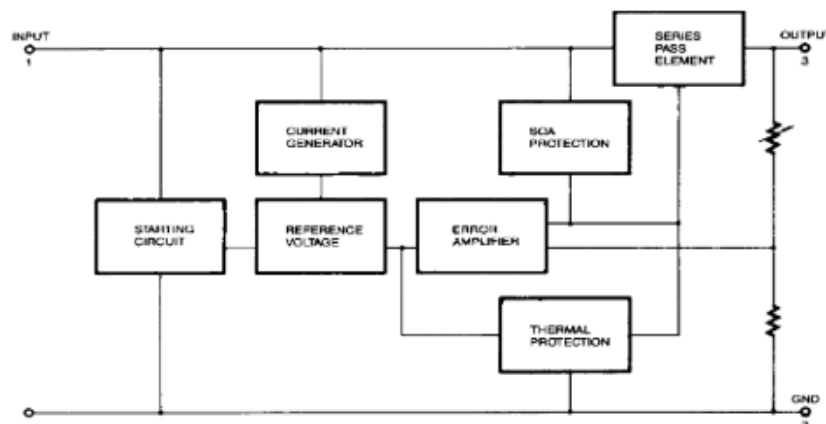 INPUT
1
SERIES
PASS
ELEMENT
OUTPUT
3
CURRENT
GENERATOR
SOA
PROTECTION
STARTING
CIRCUIT
REFERENCE
VOLTAGE
ERROR
AMPLIFIER
THERMAL
PROTECTION
GND
2